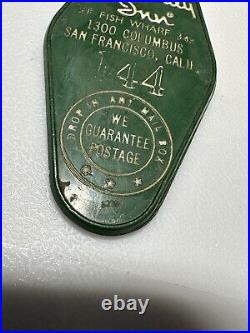 Inn
SF FISH WHARF
1300 COLUMBUS
SAN FRANCISCO, CALIF
144
DROP IN ANY MAIL BOX
WE
GUARANTEE
POSTAGE